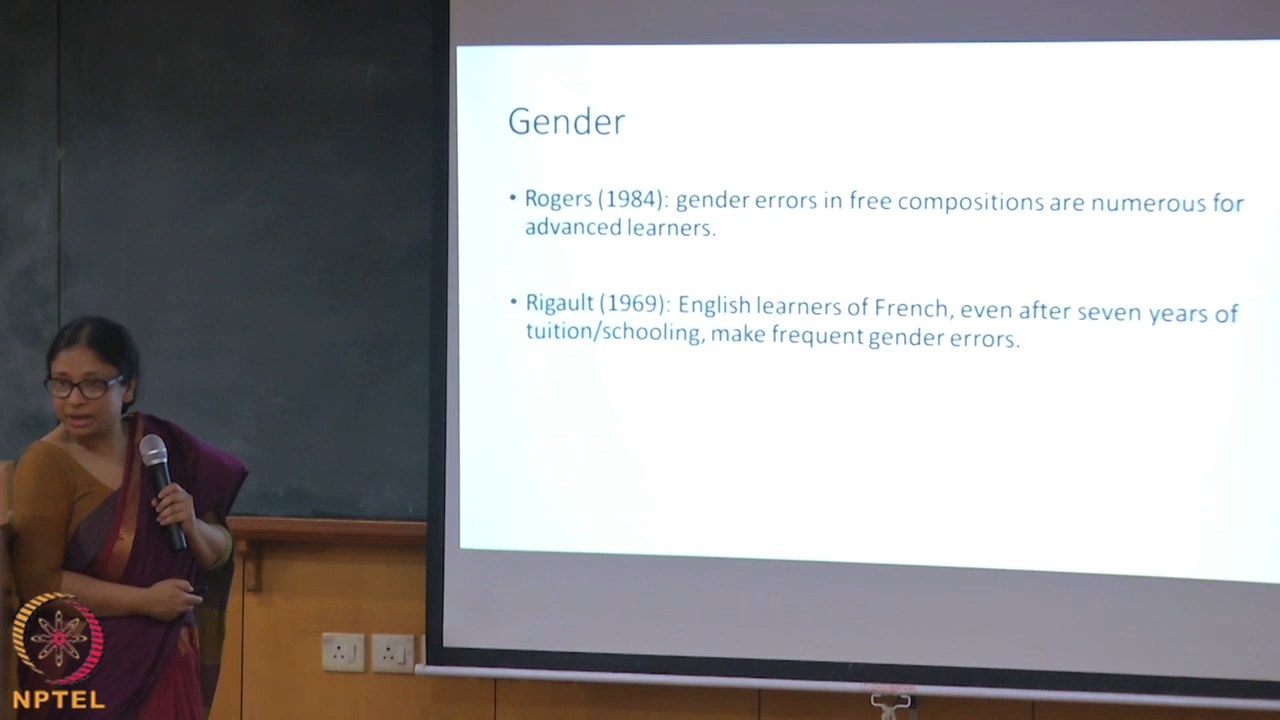 Gender
• Rogers (1984): gender errors in free compositions are numerous for
advanced learners.
• Rigault (1969): English learners of French, even after seven years of
tuition/schooling, make frequent gender errors.
NPTEL